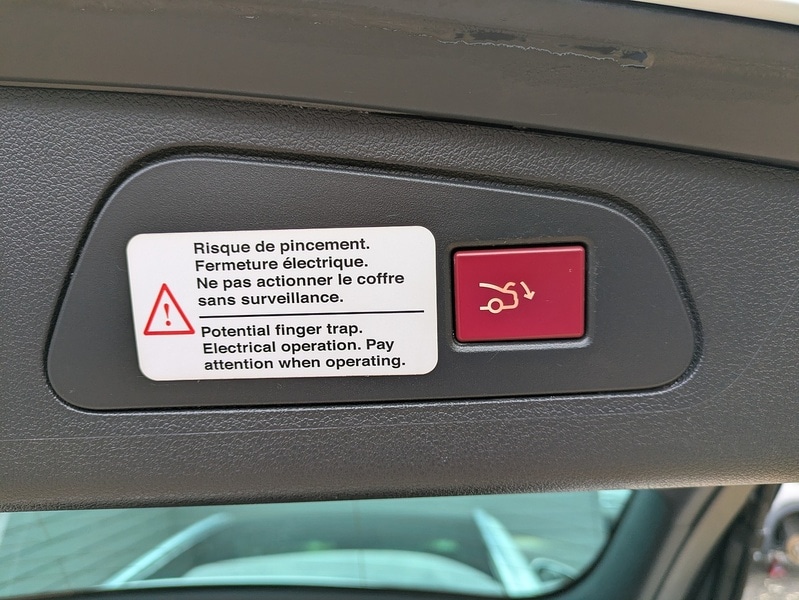 Risque de pincement.
Fermeture électrique.
Ne pas actionner le coffre
sans surveillance.
Potential finger trap.
Electrical operation. Pay
attention when operating.